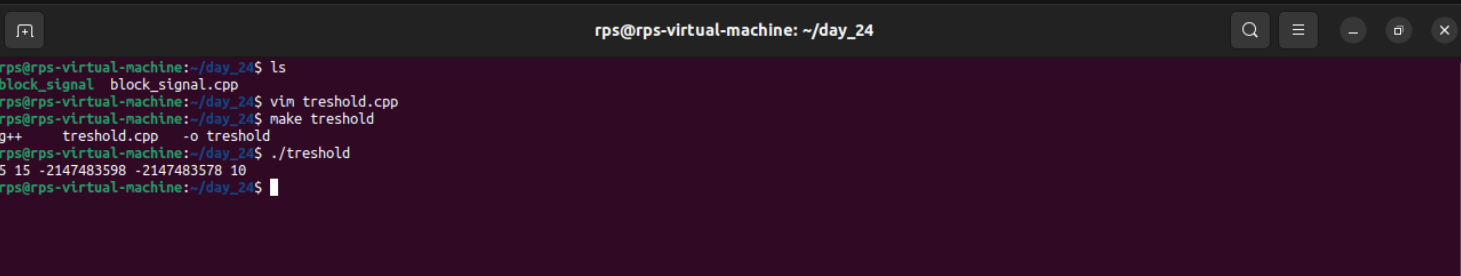 rps@rps-virtual-machine: ~/day_24
rps@rps-virtual-machine:~/day_24$ ls
block_signal  block_signal.cpp
rps@rps-virtual-machine:~/day_24$ vim treshold.cpp
rps@rps-virtual-machine:~/day_24$ make treshold
g++     treshold.cpp   -o treshold
rps@rps-virtual-machine:~/day_24$ ./treshold
5 15 -2147483598 -2147483578 10
rps@rps-virtual-machine:~/day_24$